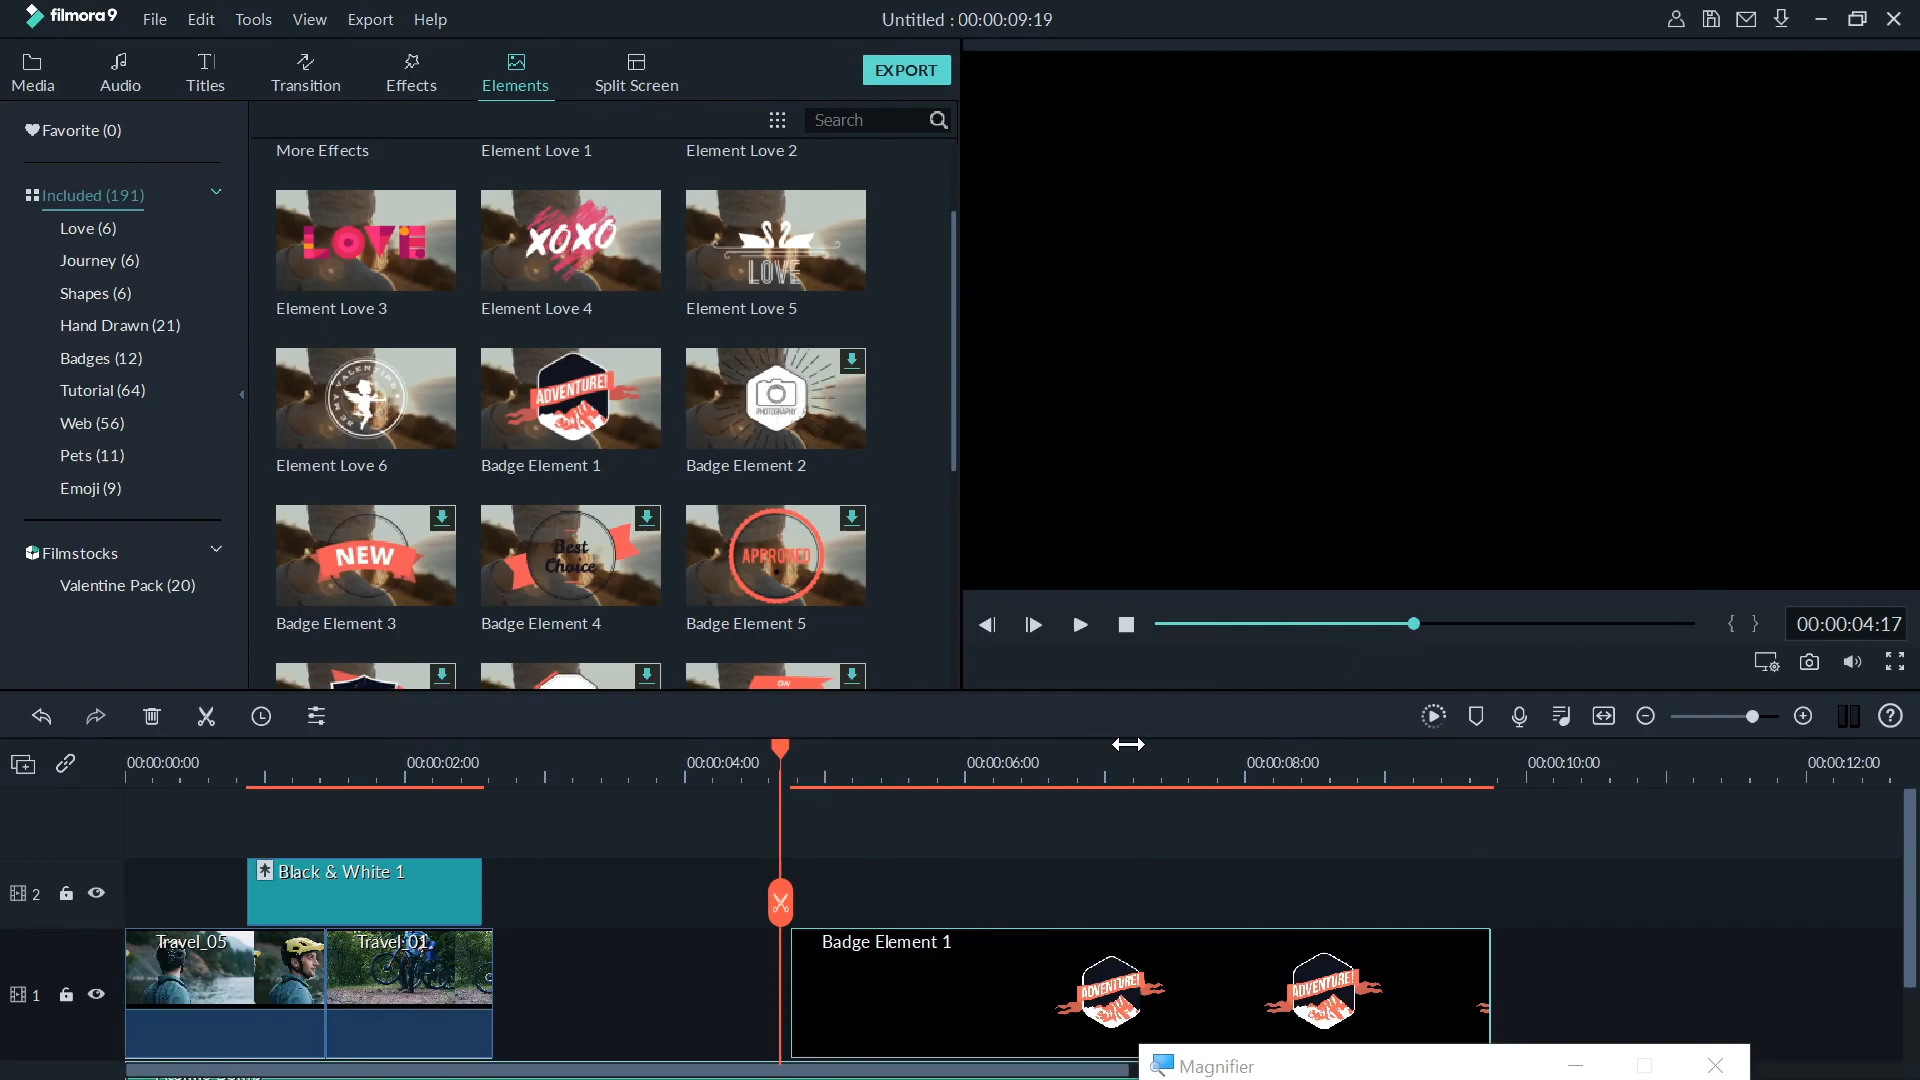 filmora9 File Edit Tools View Export Help Untitled : 00:00:09:19
Media Audio Titles Transition Effects Elements Split Screen EXPORT
Favorite (0)
Search
Included (191)
Love (6)
Journey (6)
Shapes (6)
Hand Drawn (21)
Badges (12)
Tutorial (64)
Web (56)
Pets (11)
Emoji (9)
Filmstocks
Valentine Pack (20)
More Effects Element Love 1 Element Love 2
LOVE XOXO LOVE
Element Love 3 Element Love 4 Element Love 5
BE MY VALENTINE ADVENTURE! PHOTOGRAPHY
Element Love 6 Badge Element 1 Badge Element 2
NEW Best Choice APPROVED
Badge Element 3 Badge Element 4 Badge Element 5
{ } 00:00:04:17
00:00:00:00 00:00:02:00 00:00:04:00 00:00:06:00 00:00:08:00 00:00:10:00 00:00:12:00
2 Black & White 1
1 Travel_05 Travel_01 Badge Element 1
ADVENTURE! ADVENTURE!
Magnifier